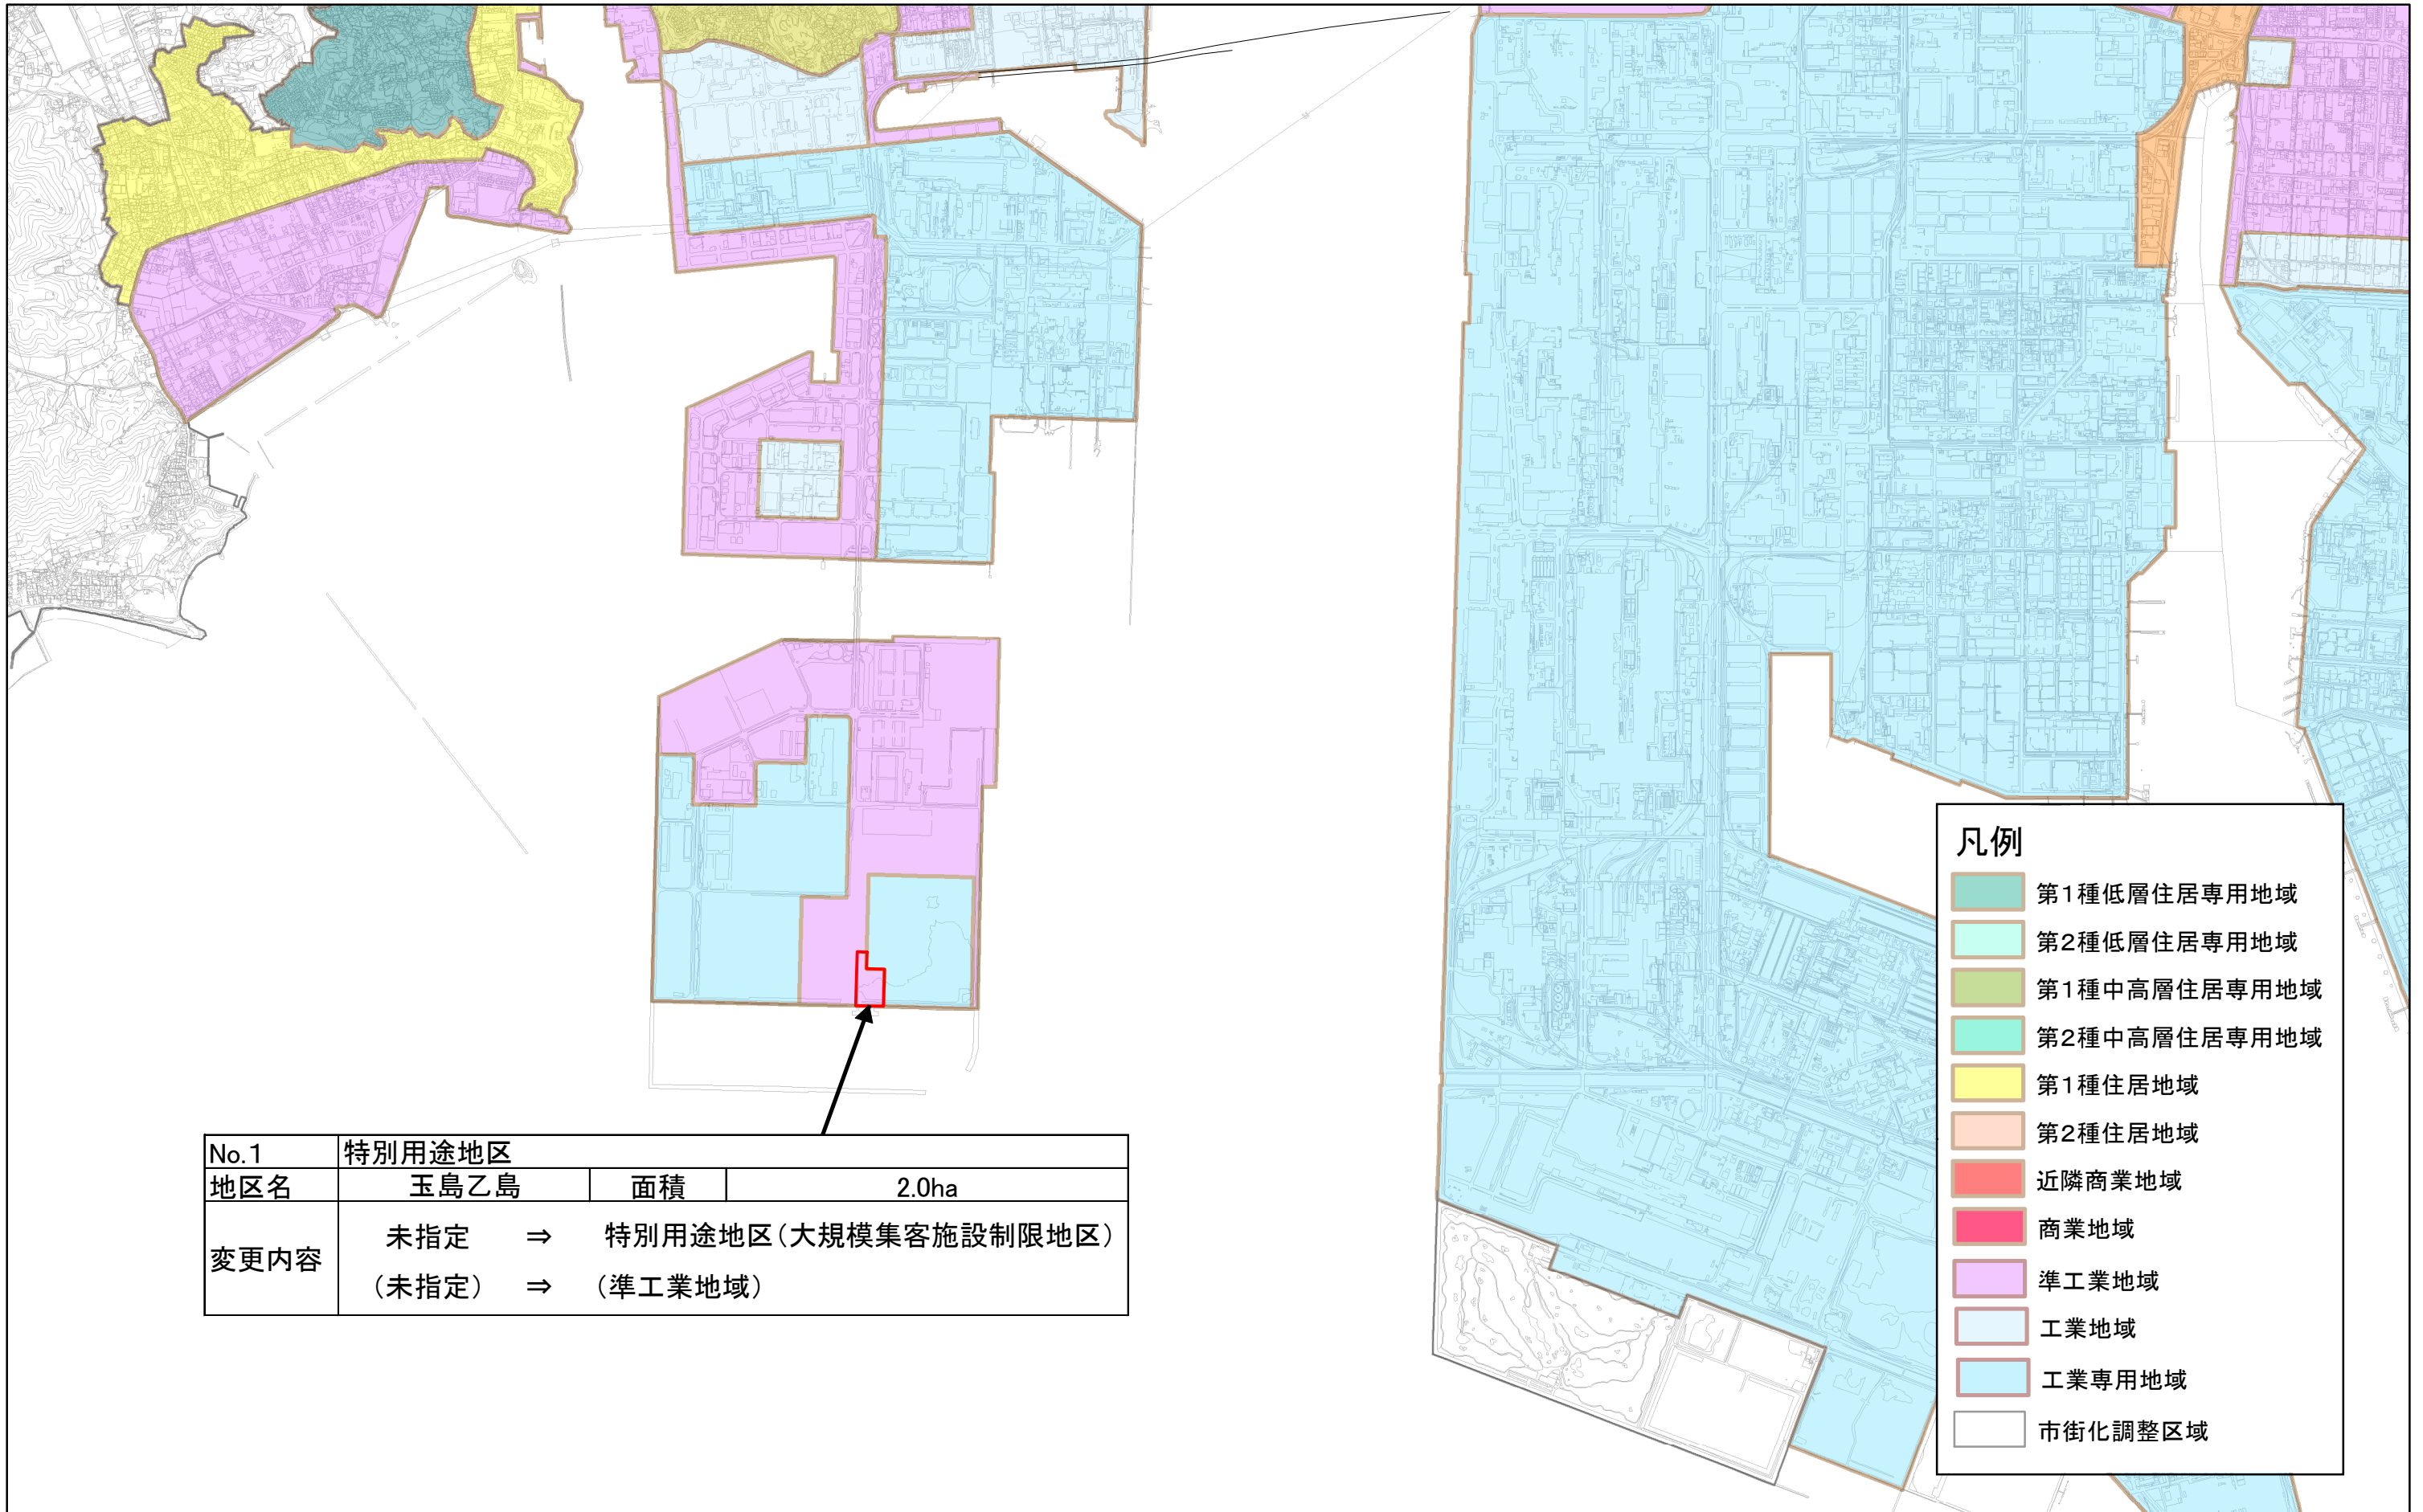 No.1 特別用途地区
地区名 玉島乙島 面積 2.0ha
変更内容
未指定 ⇒ 特別用途地区(大規模集客施設制限地区)
(未指定) ⇒ (準工業地域)
凡例
第1種低層住居専用地域
第2種低層住居専用地域
第1種中高層住居専用地域
第2種中高層住居専用地域
第1種住居地域
第2種住居地域
近隣商業地域
商業地域
準工業地域
工業地域
工業専用地域
市街化調整区域